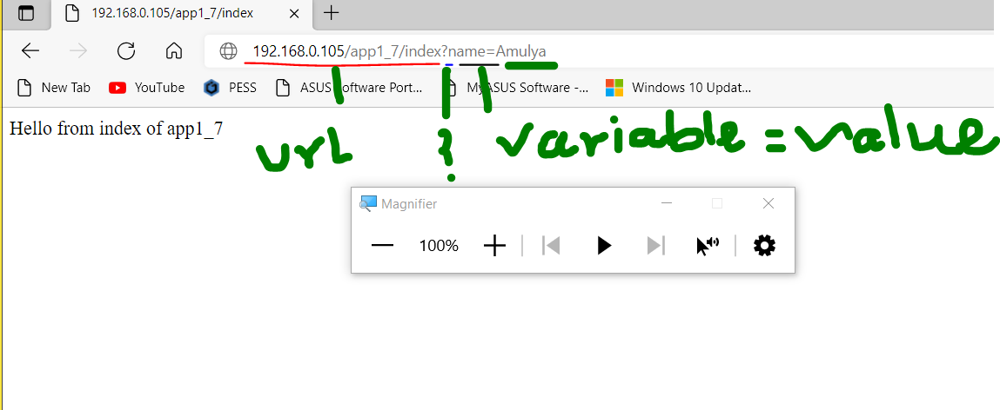 192.168.0.105/app1_7/index
192.168.0.105/app1_7/index?name=Amulya
New Tab YouTube PESS ASUS Software Port... MyASUS Software -... Windows 10 Updat...
Hello from index of app1_7
url ? variable = value
Magnifier
100%